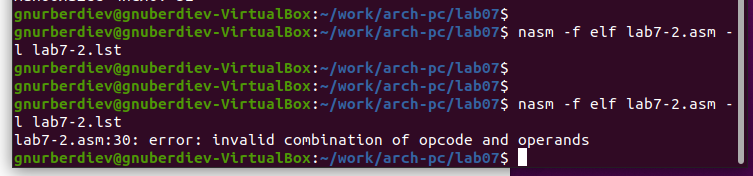 gnurberdiev@gnuberdiev-VirtualBox:~/work/arch-pc/lab07$
gnurberdiev@gnuberdiev-VirtualBox:~/work/arch-pc/lab07$ nasm -f elf lab7-2.asm -
l lab7-2.lst
gnurberdiev@gnuberdiev-VirtualBox:~/work/arch-pc/lab07$
gnurberdiev@gnuberdiev-VirtualBox:~/work/arch-pc/lab07$
gnurberdiev@gnuberdiev-VirtualBox:~/work/arch-pc/lab07$ nasm -f elf lab7-2.asm -
l lab7-2.lst
lab7-2.asm:30: error: invalid combination of opcode and operands
gnurberdiev@gnuberdiev-VirtualBox:~/work/arch-pc/lab07$